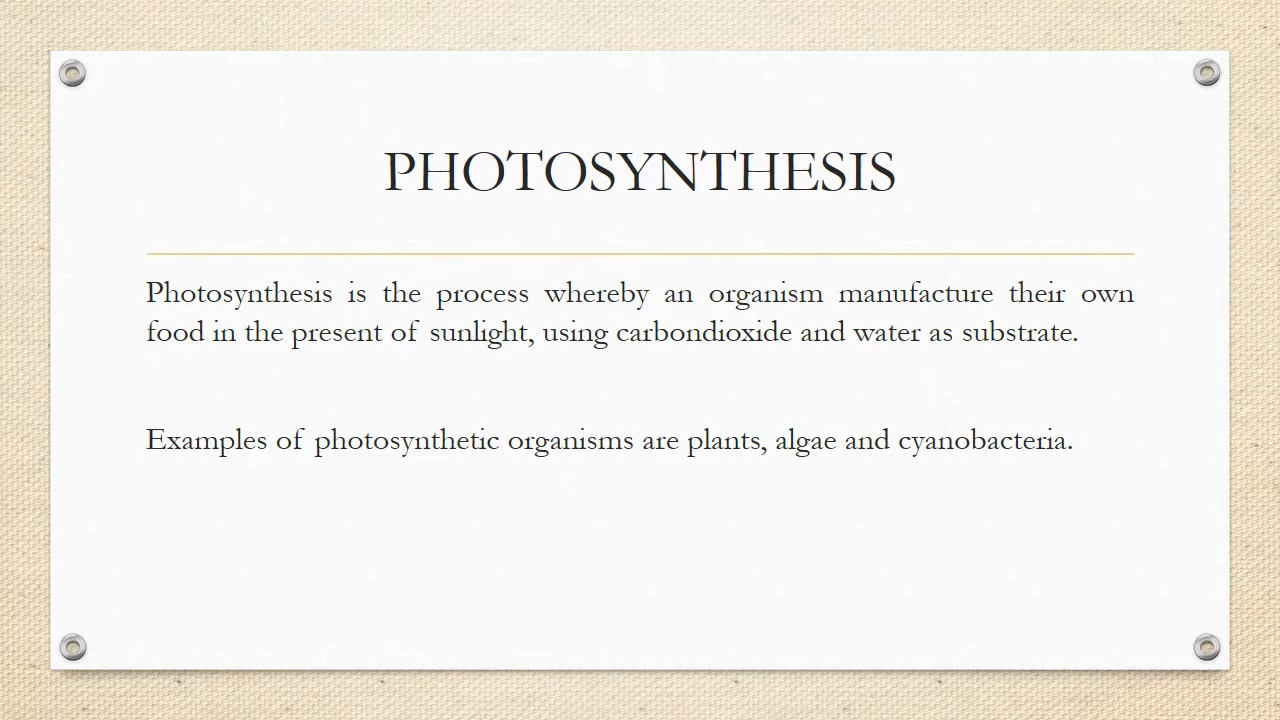 PHOTOSYNTHESIS
Photosynthesis is the process whereby an organism manufacture their own
food in the present of sunlight, using carbondioxide and water as substrate.
Examples of photosynthetic organisms are plants, algae and cyanobacteria.